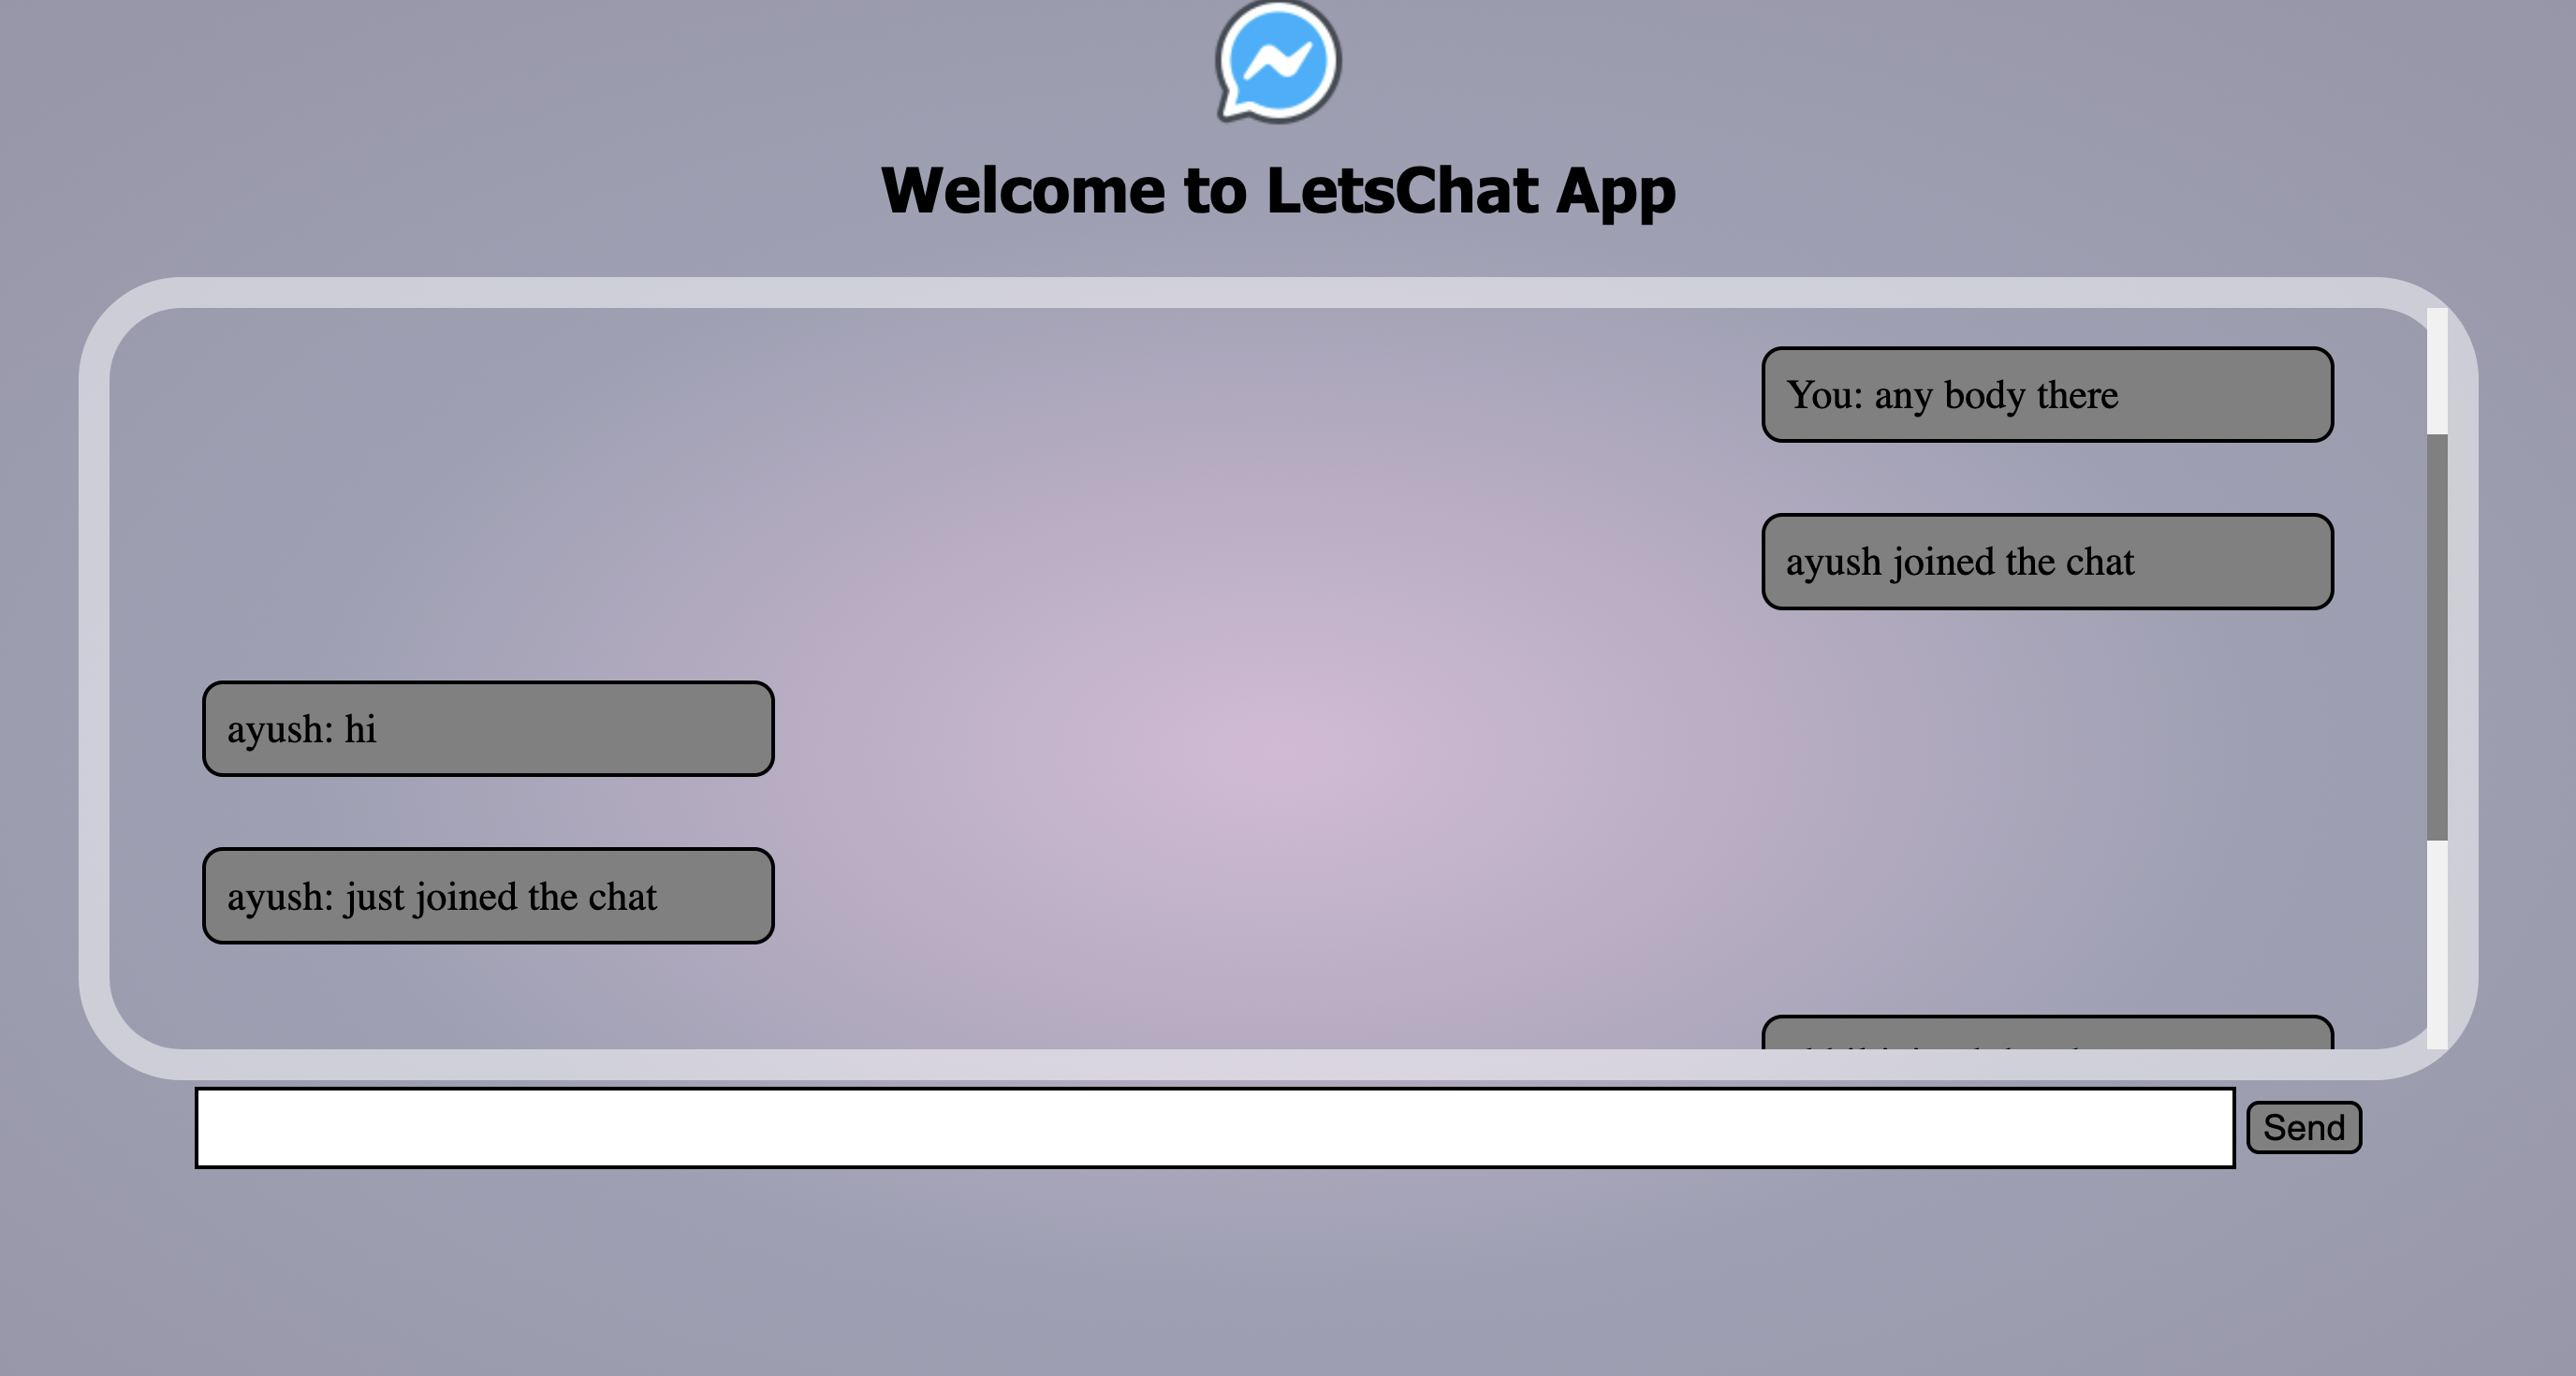 Welcome to LetsChat App
You: any body there
ayush joined the chat
ayush: hi
ayush: just joined the chat
Send